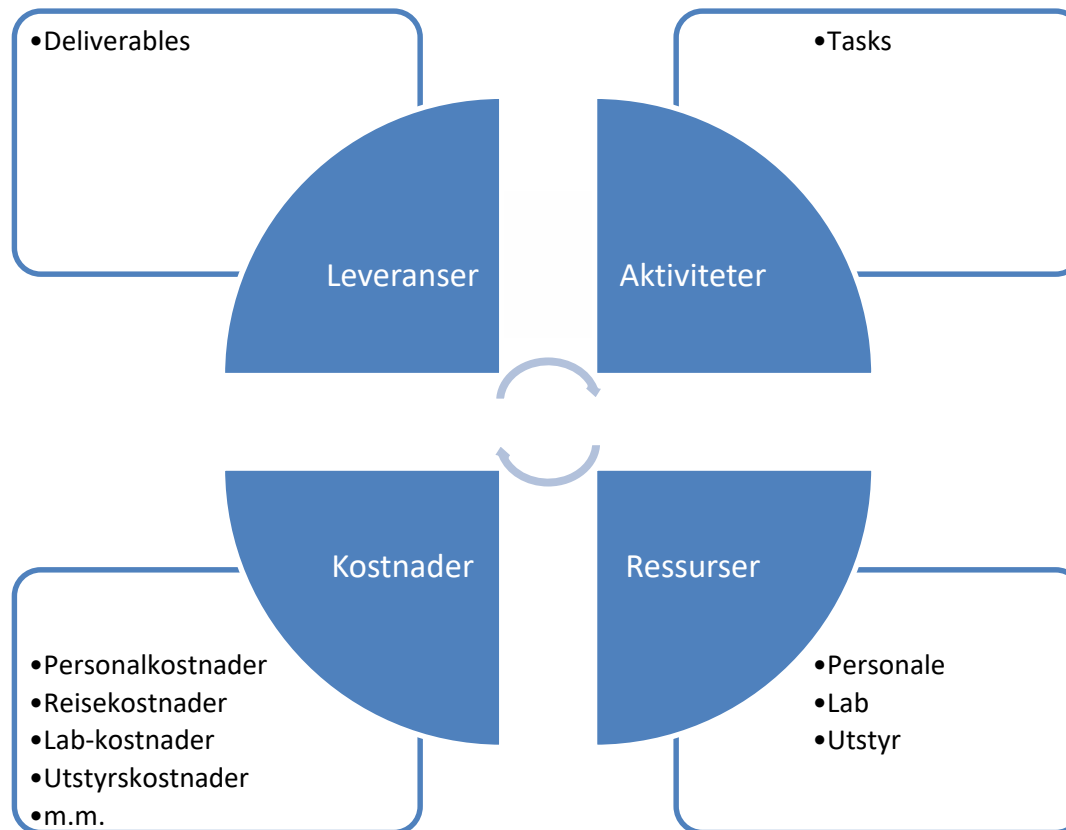 •Deliverables
•Tasks
Leveranser
Aktiviteter
Kostnader
Ressurser
•Personalkostnader
•Reisekostnader
•Lab-kostnader
•Utstyrskostnader
•m.m.
•Personale
•Lab
•Utstyr